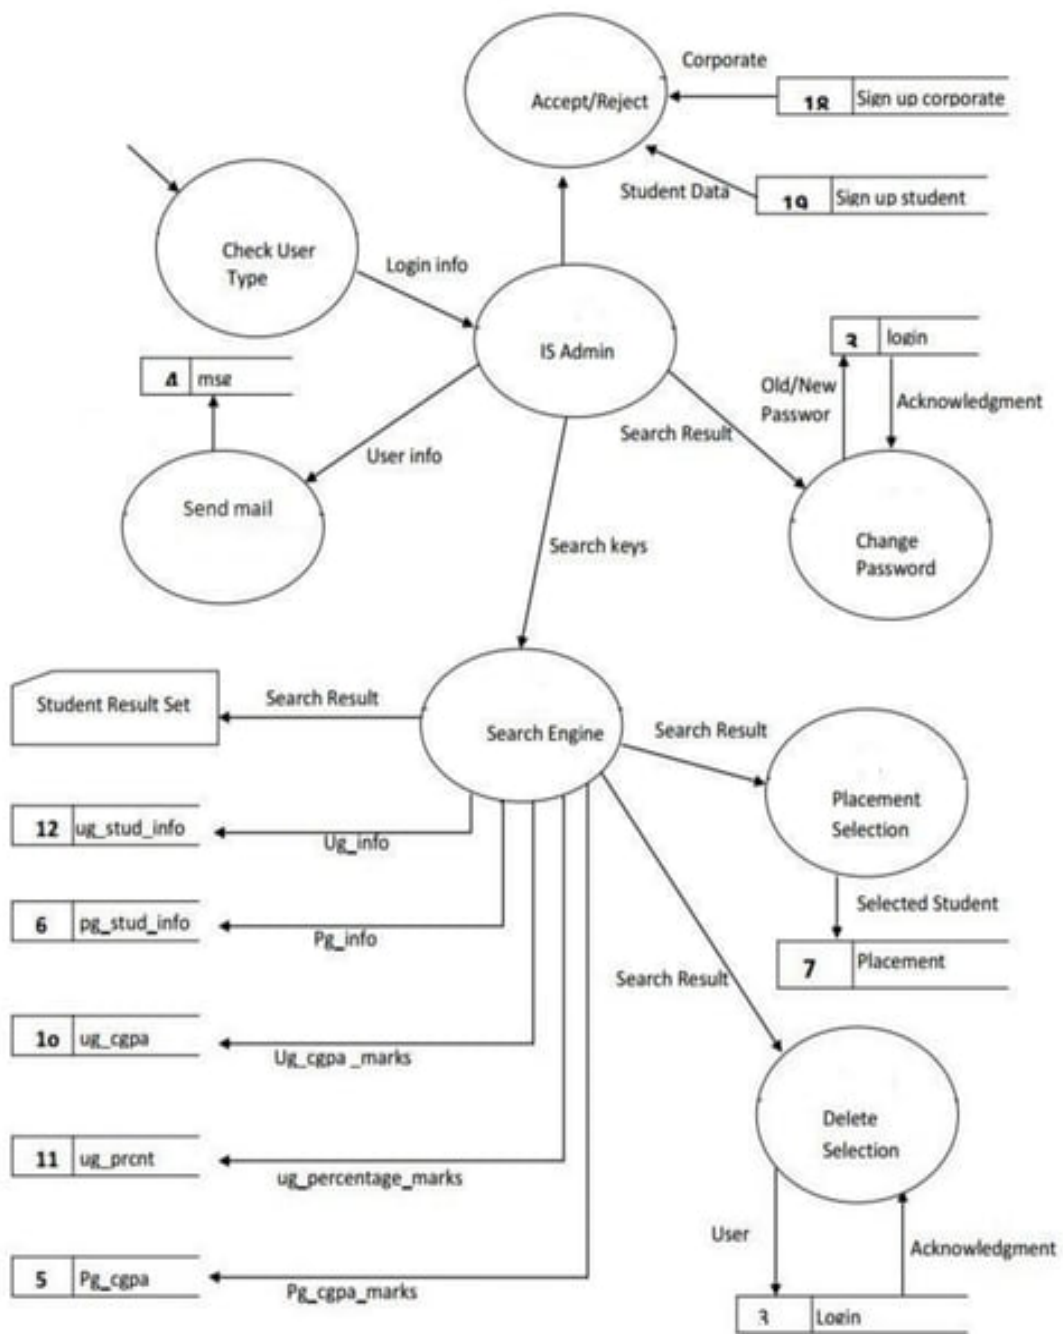 Corporate
Accept/Reject
18 Sign up corporate
Student Data
19 Sign up student
Check User
Type
Login info
IS Admin
3 login
4 msg
Old/New
Passwor
Acknowledgment
Search Result
User info
Send mail
Search keys
Change
Password
Student Result Set
Search Result
Search Engine
Search Result
Placement
Selection
12 ug_stud_info
Ug_info
Selected Student
6 pg_stud_info
Pg_info
7 Placement
Search Result
1o ug_cgpa
Ug_cgpa _marks
Delete
Selection
11 ug_prcnt
ug_percentage_marks
User
Acknowledgment
5 Pg_cgpa
Pg_cgpa_marks
3 Login